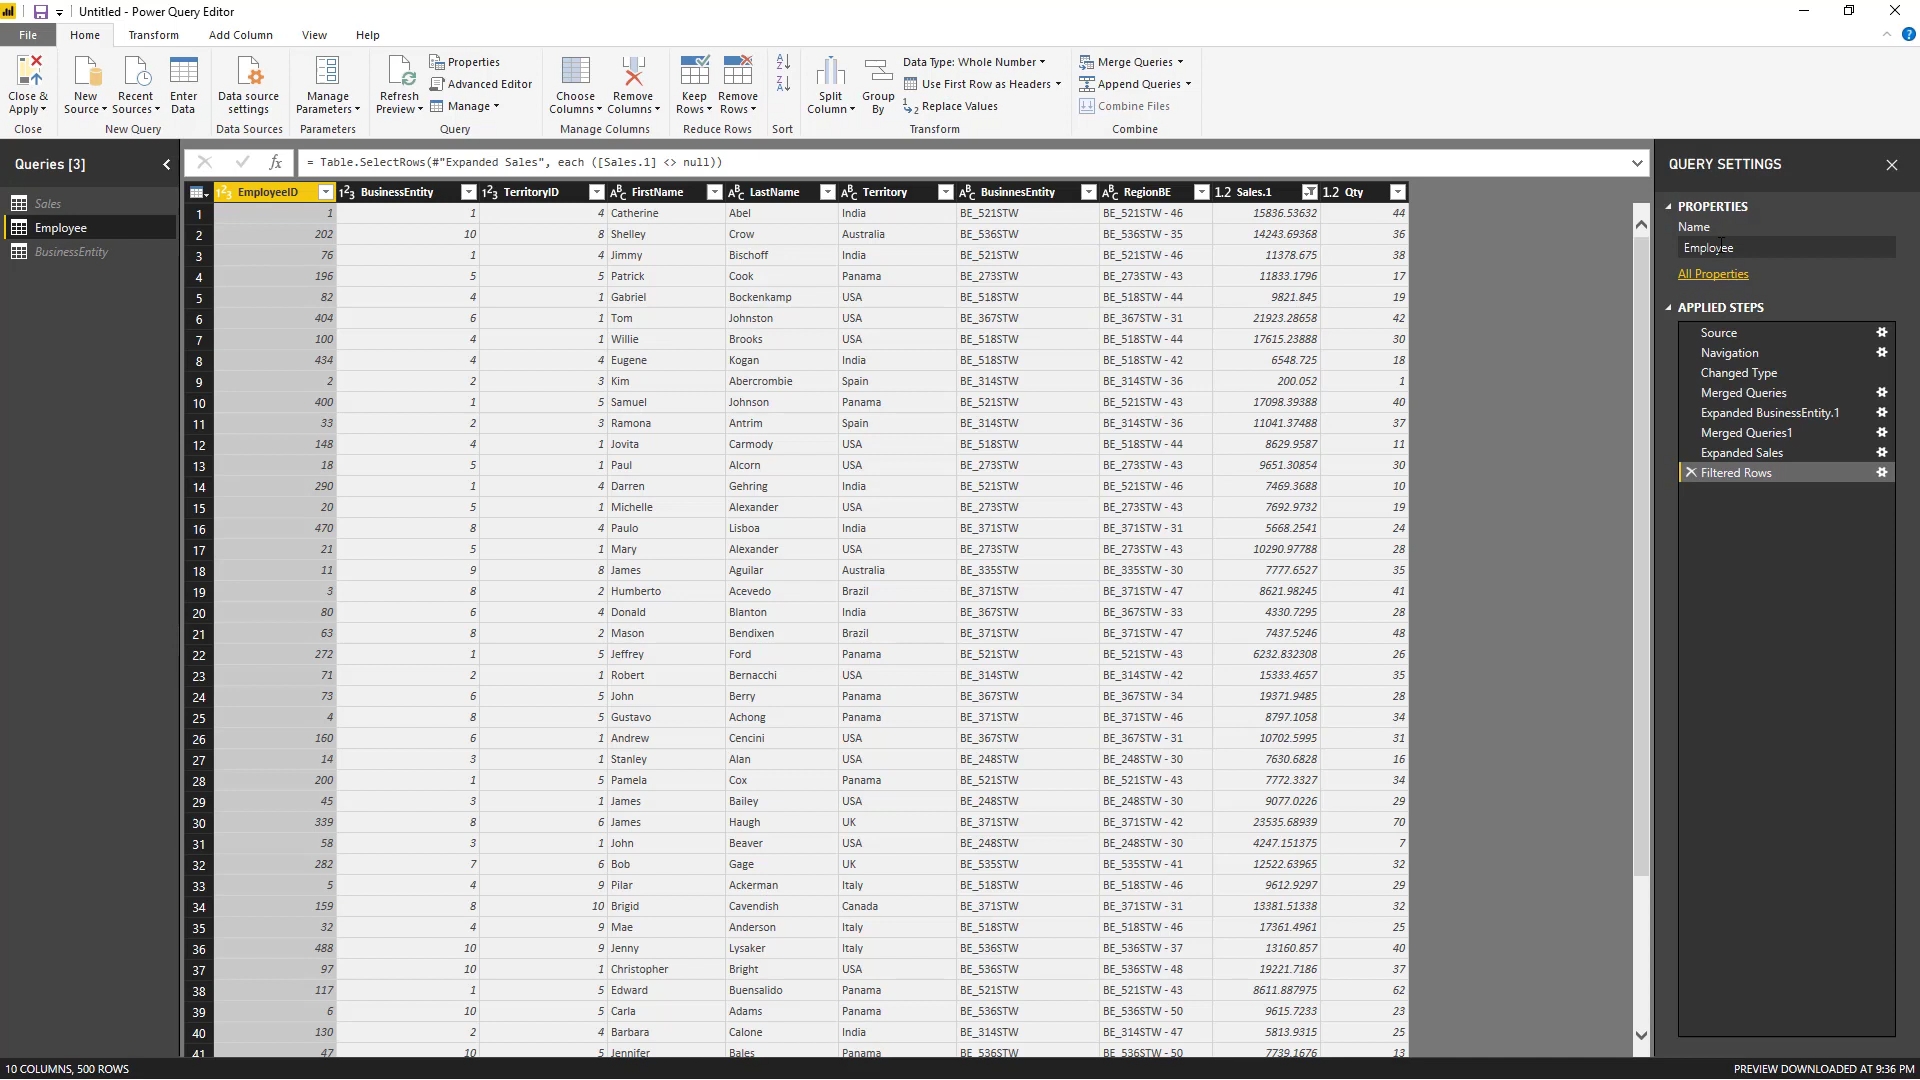 Untitled - Power Query Editor
File Home Transform Add Column View Help
Close & Apply
New Source
Recent Sources
Enter Data
Data source settings
Manage Parameters
Refresh Preview
Properties
Advanced Editor
Manage
Choose Columns
Remove Columns
Keep Rows
Remove Rows
Split Column
Group By
Data Type: Whole Number
Use First Row as Headers
Replace Values
Merge Queries
Append Queries
Combine Files
Close New Query Data Sources Parameters Query Manage Columns Reduce Rows Sort Transform Combine
Queries [3]
Sales
Employee
BusinessEntity
fx = Table.SelectRows(#"Expanded Sales", each ([Sales.1] <> null))
EmployeeID BusinessEntity TerritoryID FirstName LastName Territory BusinnesEntity RegionBE Sales.1 Qty
1 1 1 4 Catherine Abel India BE_521STW BE_521STW - 46 15836.53632 44
2 202 10 8 Shelley Crow Australia BE_536STW BE_536STW - 35 14243.69368 36
3 76 1 4 Jimmy Bischoff India BE_521STW BE_521STW - 46 11378.675 38
4 196 5 5 Patrick Cook Panama BE_273STW BE_273STW - 43 11833.1796 17
5 82 4 1 Gabriel Bockenkamp USA BE_518STW BE_518STW - 44 9821.845 19
6 404 6 1 Tom Johnston USA BE_367STW BE_367STW - 31 21923.28658 42
7 100 4 1 Willie Brooks USA BE_518STW BE_518STW - 44 17615.23888 30
8 434 4 4 Eugene Kogan India BE_518STW BE_518STW - 42 6548.725 18
9 2 2 3 Kim Abercrombie Spain BE_314STW BE_314STW - 36 200.052 1
10 400 1 5 Samuel Johnson Panama BE_521STW BE_521STW - 43 17098.39388 40
11 33 2 3 Ramona Antrim Spain BE_314STW BE_314STW - 36 11041.37488 37
12 148 4 1 Jovita Carmody USA BE_518STW BE_518STW - 44 8629.9587 11
13 18 5 1 Paul Alcorn USA BE_273STW BE_273STW - 43 9651.30854 30
14 290 1 4 Darren Gehring India BE_521STW BE_521STW - 46 7469.3688 10
15 20 5 1 Michelle Alexander USA BE_273STW BE_273STW - 43 7692.9732 19
16 470 8 4 Paulo Lisboa India BE_371STW BE_371STW - 31 5668.2541 24
17 21 5 1 Mary Alexander USA BE_273STW BE_273STW - 43 10290.97788 28
18 11 9 8 James Aguilar Australia BE_335STW BE_335STW - 30 7777.6527 35
19 3 8 2 Humberto Acevedo Brazil BE_371STW BE_371STW - 47 8621.98245 41
20 80 6 4 Donald Blanton India BE_367STW BE_367STW - 33 4330.7295 28
21 63 8 2 Mason Bendixen Brazil BE_371STW BE_371STW - 47 7437.5246 48
22 272 1 5 Jeffrey Ford Panama BE_521STW BE_521STW - 43 6232.832308 26
23 71 2 1 Robert Bernacchi USA BE_314STW BE_314STW - 42 15333.4657 35
24 73 6 5 John Berry Panama BE_367STW BE_367STW - 34 19371.9485 28
25 4 8 5 Gustavo Achong Panama BE_371STW BE_371STW - 46 8797.1058 34
26 160 6 1 Andrew Cencini USA BE_367STW BE_367STW - 31 10702.5995 31
27 14 3 1 Stanley Alan USA BE_248STW BE_248STW - 30 7630.6828 16
28 200 1 5 Pamela Cox Panama BE_521STW BE_521STW - 43 7772.3327 34
29 45 3 1 James Bailey USA BE_248STW BE_248STW - 30 9077.0226 29
30 339 8 6 James Haugh UK BE_371STW BE_371STW - 42 23535.68939 70
31 58 3 1 John Beaver USA BE_248STW BE_248STW - 30 4247.151375 7
32 282 7 6 Bob Gage UK BE_535STW BE_535STW - 41 12522.63965 32
33 5 4 9 Pilar Ackerman Italy BE_518STW BE_518STW - 46 9612.9297 29
34 159 8 10 Brigid Cavendish Canada BE_371STW BE_371STW - 31 13381.51338 32
35 32 4 9 Mae Anderson Italy BE_518STW BE_518STW - 46 17361.4961 25
36 488 10 9 Jenny Lysaker Italy BE_536STW BE_536STW - 37 13160.857 40
37 97 10 1 Christopher Bright USA BE_536STW BE_536STW - 48 19221.7186 37
38 117 1 5 Edward Buensalido Panama BE_521STW BE_521STW - 43 8611.887975 62
39 6 10 5 Carla Adams Panama BE_536STW BE_536STW - 50 9615.7233 23
40 130 2 4 Barbara Calone India BE_314STW BE_314STW - 47 5813.9315 25
41 47 10 5 Jennifer Bales Panama BE_536STW BE_536STW - 50 7739.1676 13
QUERY SETTINGS
PROPERTIES
Name
Employee
All Properties
APPLIED STEPS
Source
Navigation
Changed Type
Merged Queries
Expanded BusinessEntity.1
Merged Queries1
Expanded Sales
Filtered Rows
10 COLUMNS, 500 ROWS
PREVIEW DOWNLOADED AT 9:36 PM